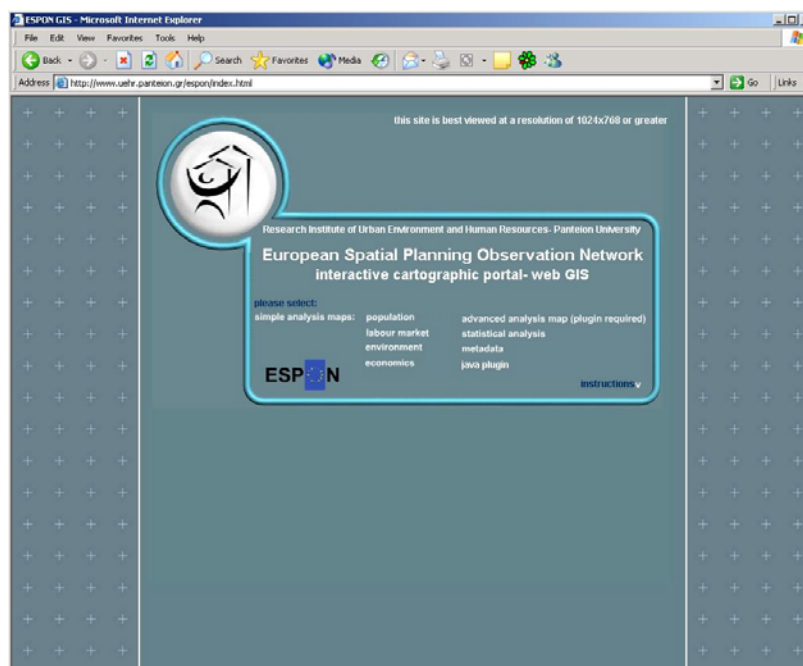 ESPON GIS - Microsoft Internet Explorer
File Edit View Favorites Tools Help
Back Search Favorites Media
Address http://www.uehr.panteion.gr/espon/index.html Go Links
this site is best viewed at a resolution of 1024x768 or greater
Research Institute of Urban Environment and Human Resources- Panteion University
European Spatial Planning Observation Network
interactive cartographic portal- web GIS
please select:
simple analysis maps: population advanced analysis map (plugin required)
labour market statistical analysis
environment metadata
economics java plugin
ESPON
instructions v